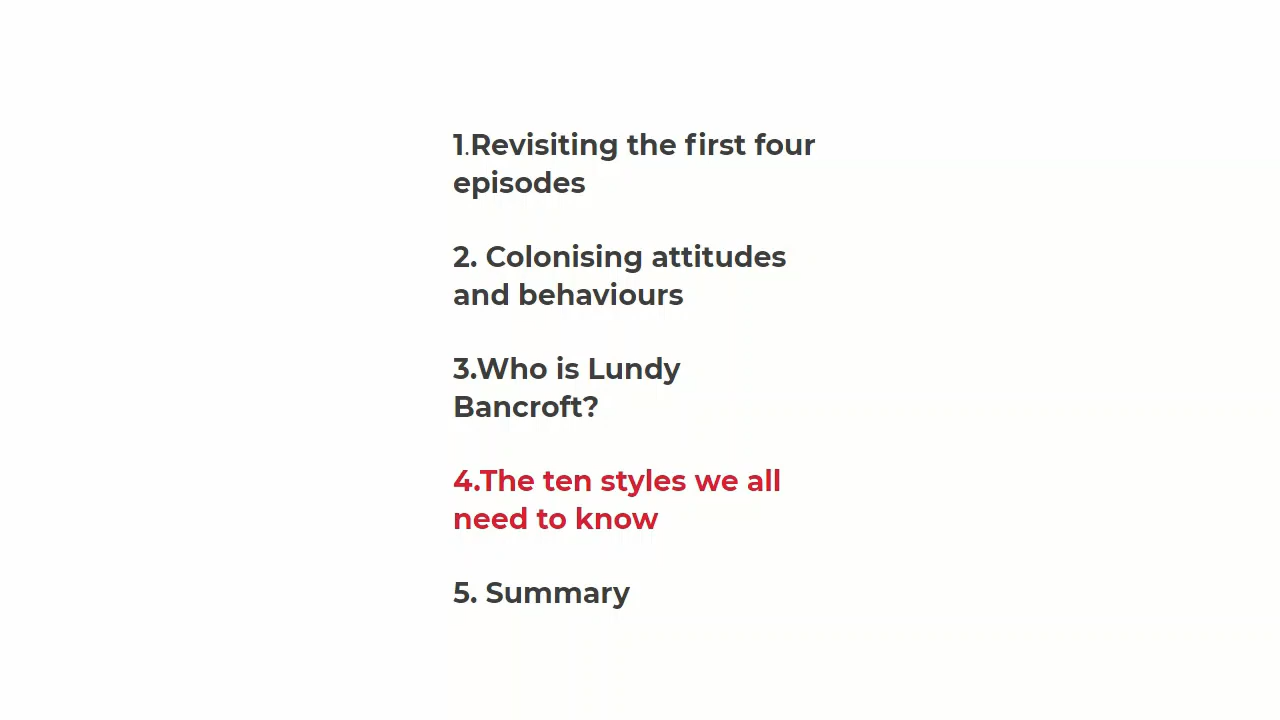 1.Revisiting the first four
episodes
2. Colonising attitudes
and behaviours
3.Who is Lundy
Bancroft?
4.The ten styles we all
need to know
5. Summary